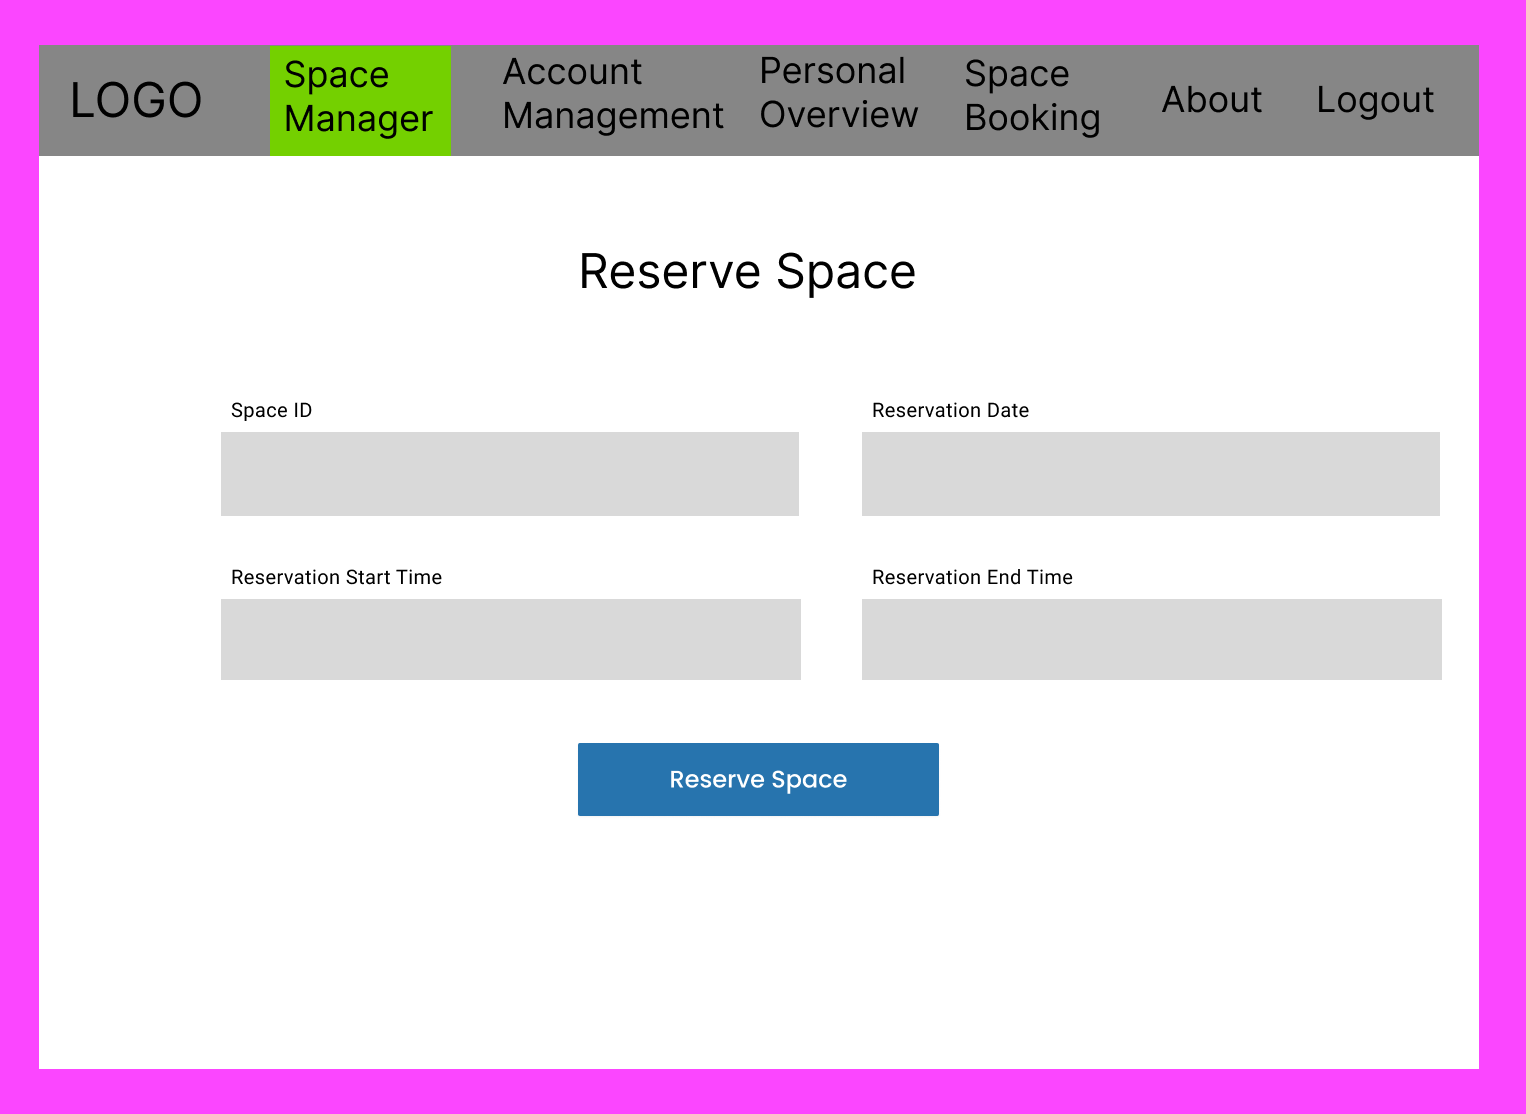 LOGO
Space
Manager
Account
Management
Personal
Overview
Space
Booking
About
Logout
Reserve Space
Space ID
Reservation Date
Reservation Start Time
Reservation End Time
Reserve Space